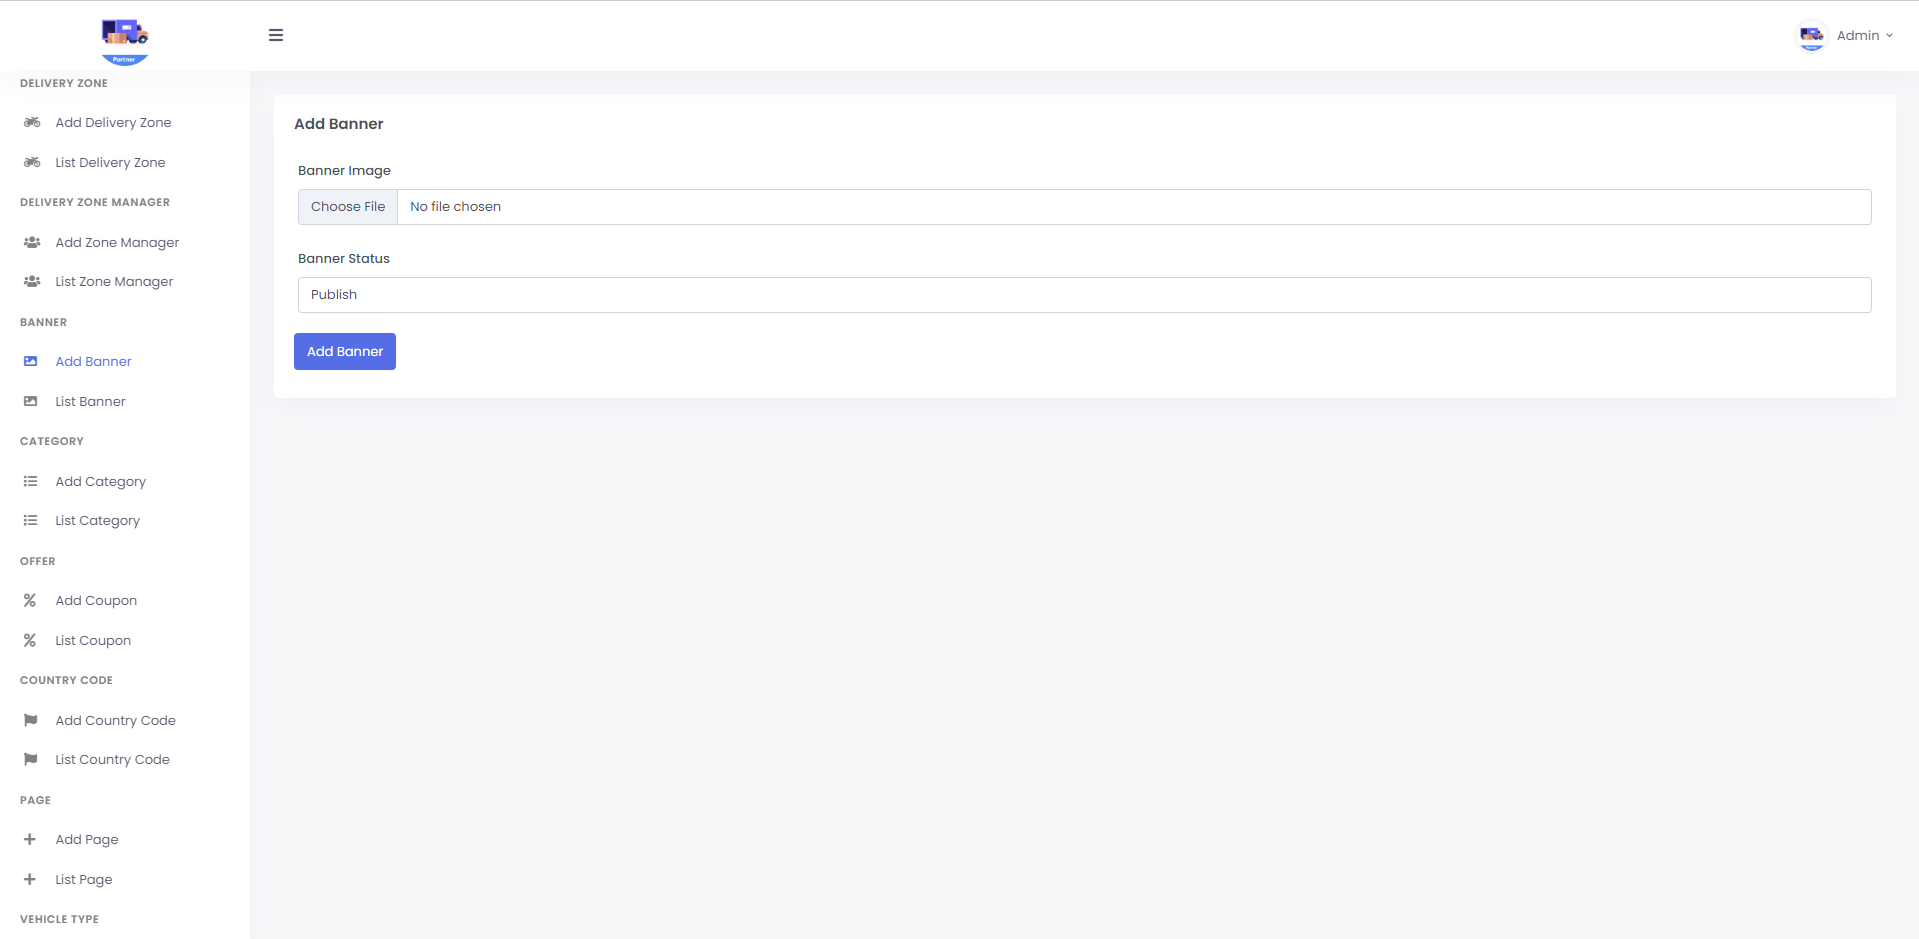 Partner
Admin
DELIVERY ZONE
Add Delivery Zone
List Delivery Zone
DELIVERY ZONE MANAGER
Add Zone Manager
List Zone Manager
BANNER
Add Banner
List Banner
CATEGORY
Add Category
List Category
OFFER
Add Coupon
List Coupon
COUNTRY CODE
Add Country Code
List Country Code
PAGE
Add Page
List Page
VEHICLE TYPE
Add Banner
Banner Image
Choose File No file chosen
Banner Status
Publish
Add Banner